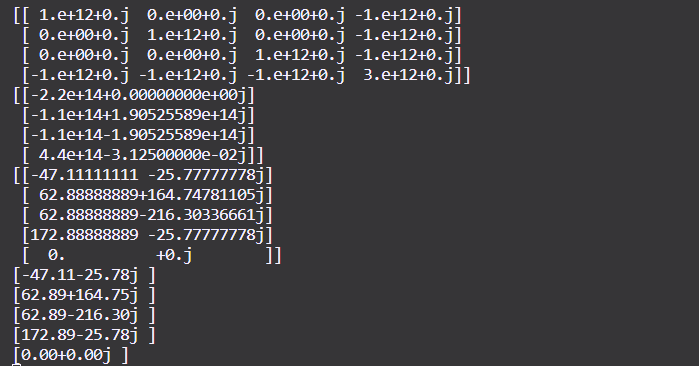 [[ 1.e+12+0.j  0.e+00+0.j  0.e+00+0.j -1.e+12+0.j]
 [ 0.e+00+0.j  1.e+12+0.j  0.e+00+0.j -1.e+12+0.j]
 [ 0.e+00+0.j  0.e+00+0.j  1.e+12+0.j -1.e+12+0.j]
 [-1.e+12+0.j -1.e+12+0.j -1.e+12+0.j  3.e+12+0.j]]
[[-2.2e+14+0.00000000e+00j]
 [-1.1e+14+1.90525589e+14j]
 [-1.1e+14-1.90525589e+14j]
 [ 4.4e+14-3.12500000e-02j]]
[[-47.11111111 -25.77777778j]
 [ 62.88888889+164.74781105j]
 [ 62.88888889-216.30336661j]
 [172.88888889 -25.77777778j]
 [  0.          +0.j        ]]
[-47.11-25.78j ]
[62.89+164.75j ]
[62.89-216.30j ]
[172.89-25.78j ]
[0.00+0.00j ]